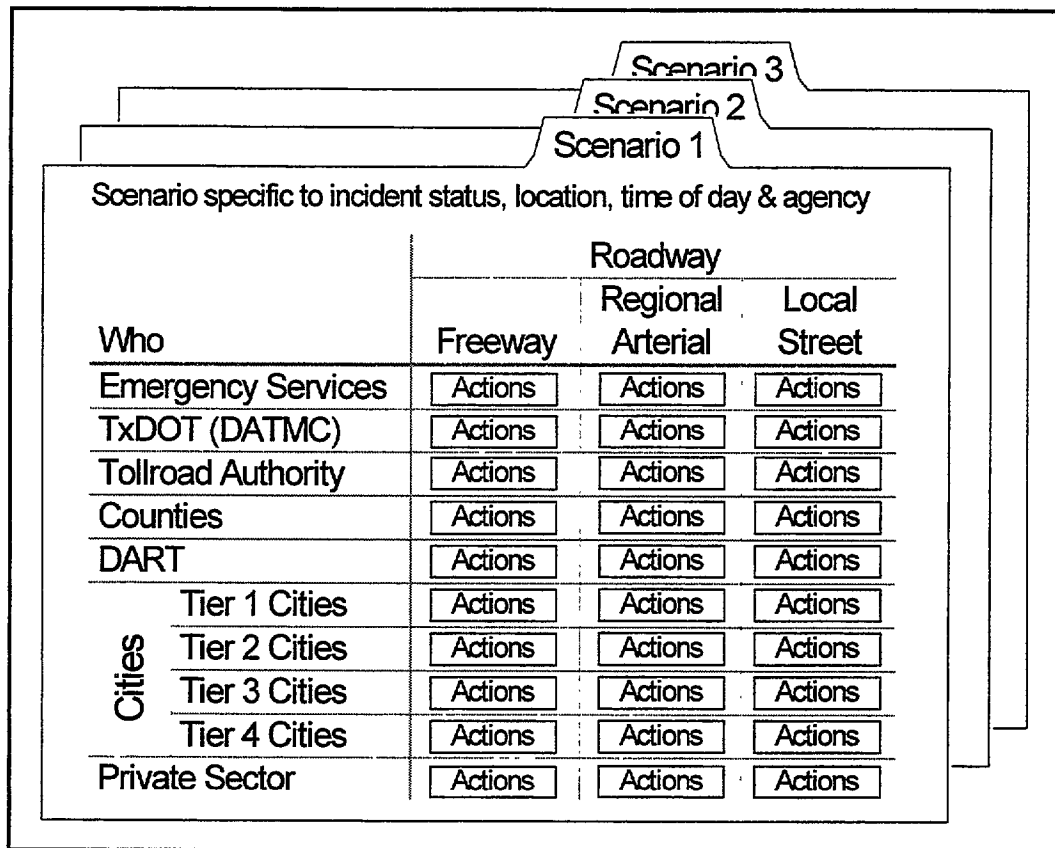 Scenario 3
Scenario 2
Scenario 1
Scenario specific to incident status, location, time of day & agency
Roadway
Regional Local
Who Freeway Arterial Street
Emergency Services Actions Actions Actions
TxDOT (DATMC) Actions Actions Actions
Tollroad Authority Actions Actions Actions
Counties Actions Actions Actions
DART Actions Actions Actions
Cities
Tier 1 Cities Actions Actions Actions
Tier 2 Cities Actions Actions Actions
Tier 3 Cities Actions Actions Actions
Tier 4 Cities Actions Actions Actions
Private Sector Actions Actions Actions